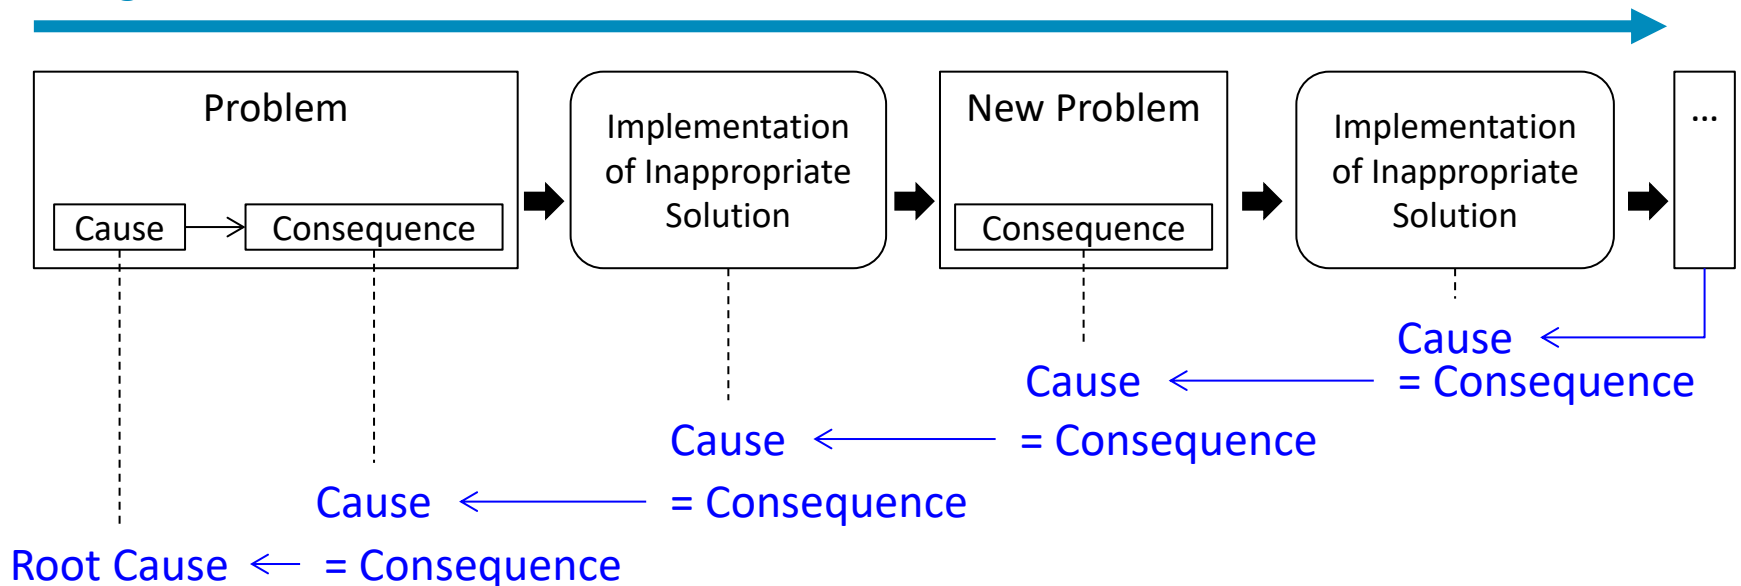 Problem
Cause
Consequence
Implementation
of Inappropriate
Solution
New Problem
Consequence
Implementation
of Inappropriate
Solution
...
Cause
= Consequence
Cause
= Consequence
Cause
= Consequence
Cause
= Consequence
Root Cause